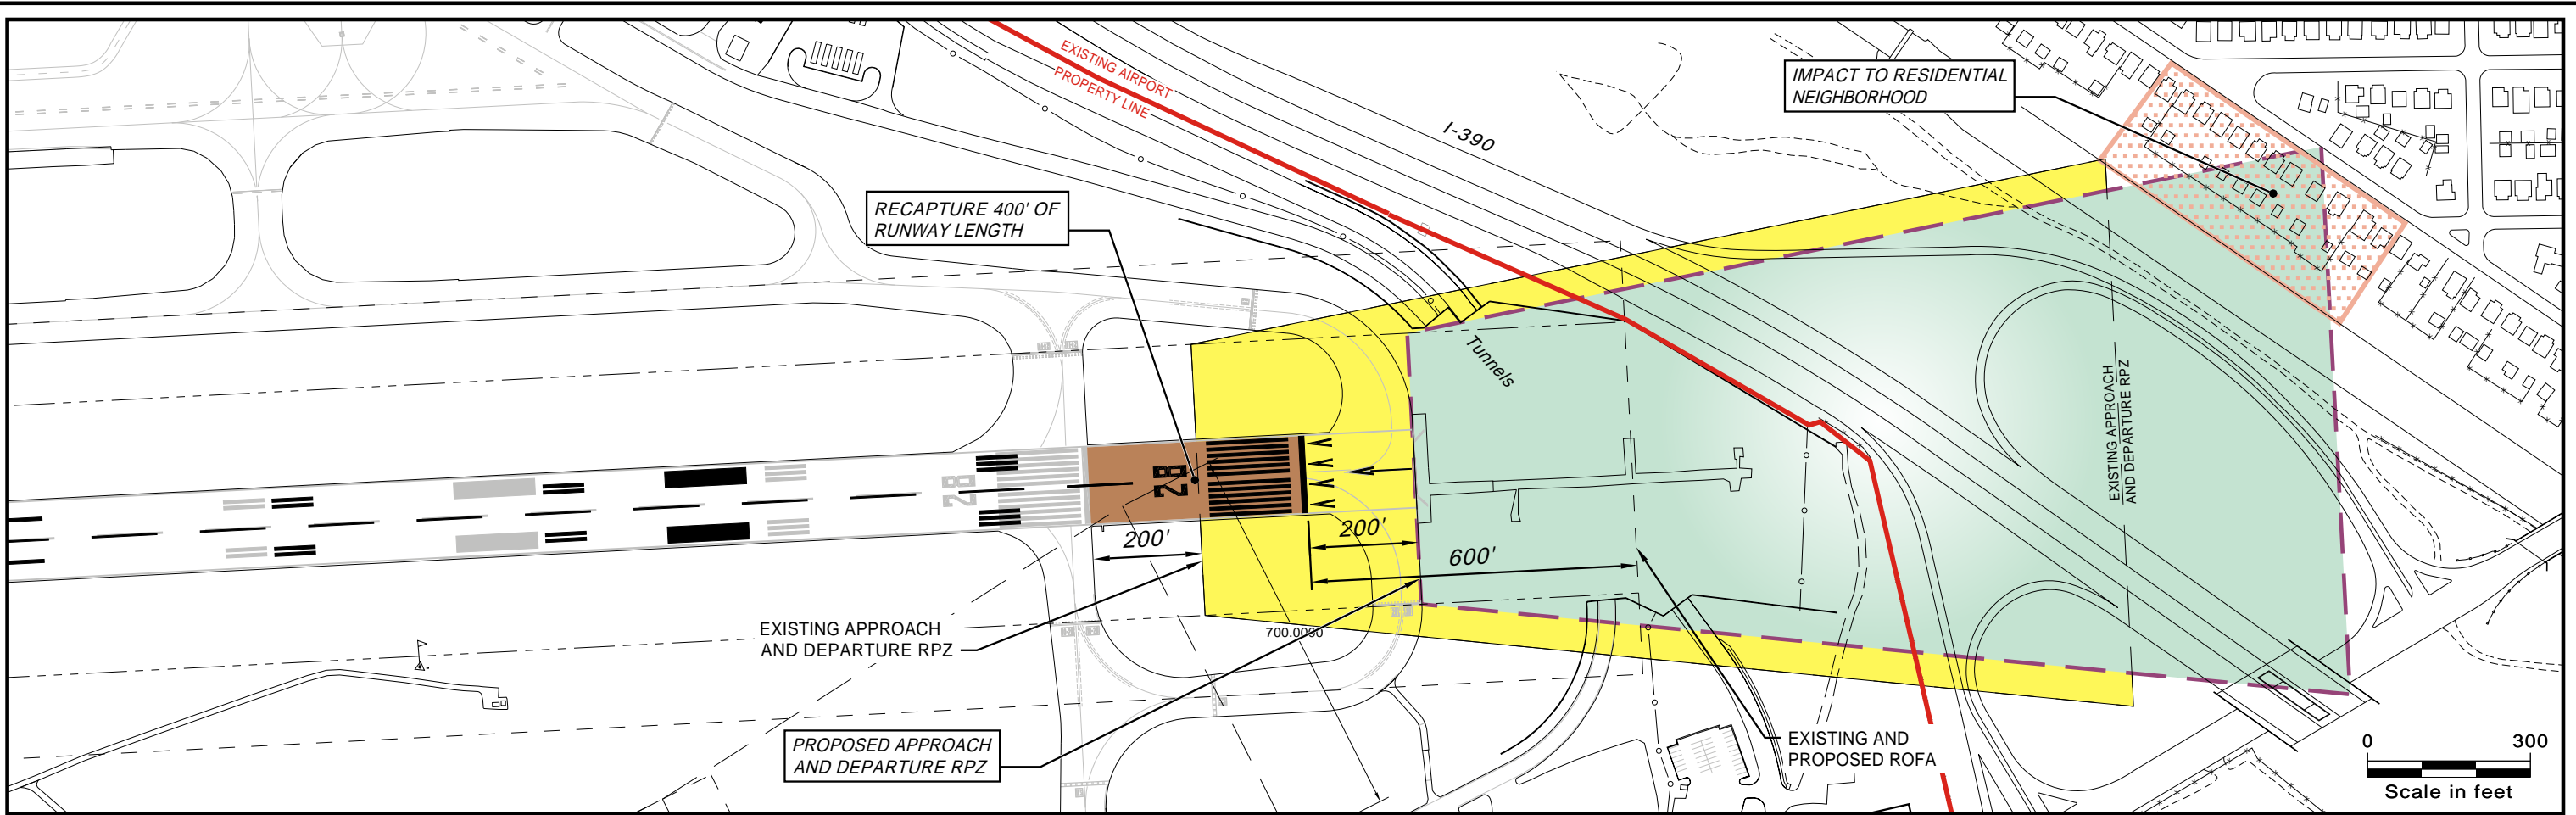 EXISTING AIRPORT
PROPERTY LINE
I-390
IMPACT TO RESIDENTIAL
NEIGHBORHOOD
RECAPTURE 400' OF
RUNWAY LENGTH
Tunnels
EXISTING APPROACH
AND DEPARTURE RPZ
28
28
200'
200'
600'
EXISTING APPROACH
AND DEPARTURE RPZ
700.0000
PROPOSED APPROACH
AND DEPARTURE RPZ
EXISTING AND
PROPOSED ROFA
0 300
Scale in feet